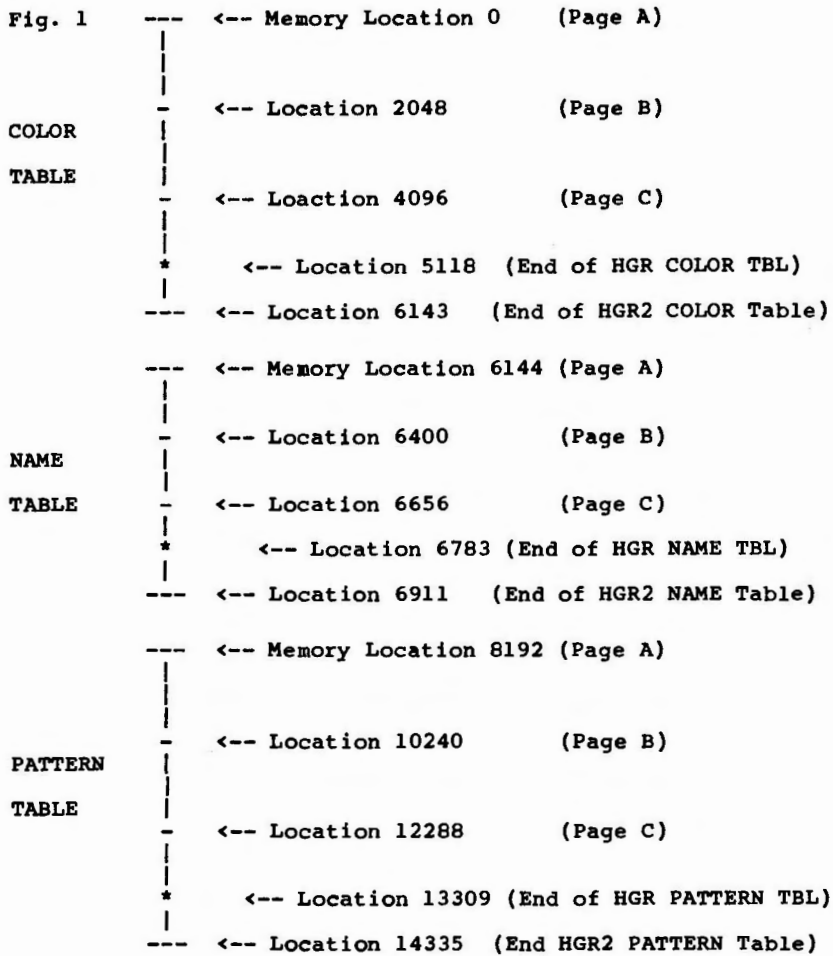 Fig. 1 --- <-- Memory Location 0 (Page A)
- <-- Location 2048 (Page B)
COLOR
TABLE
- <-- Loaction 4096 (Page C)
* <-- Location 5118 (End of HGR COLOR TBL)
--- <-- Location 6143 (End of HGR2 COLOR Table)
--- <-- Memory Location 6144 (Page A)
- <-- Location 6400 (Page B)
NAME
TABLE - <-- Location 6656 (Page C)
* <-- Location 6783 (End of HGR NAME TBL)
--- <-- Location 6911 (End of HGR2 NAME Table)
--- <-- Memory Location 8192 (Page A)
- <-- Location 10240 (Page B)
PATTERN
TABLE
- <-- Location 12288 (Page C)
* <-- Location 13309 (End of HGR PATTERN TBL)
--- <-- Location 14335 (End HGR2 PATTERN Table)